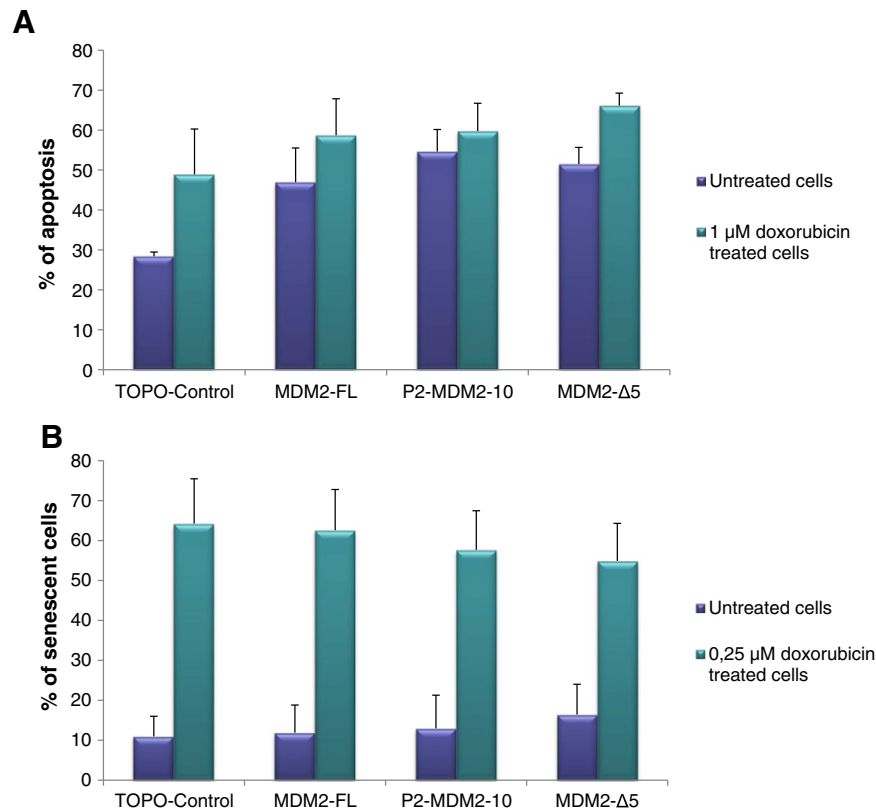 A
80
70
60
50
40
30
20
10
0
% of apoptosis
TOPO-Control MDM2-FL P2-MDM2-10 MDM2-Δ5
Untreated cells
1 µM doxorubicin
treated cells
B
80
70
60
50
40
30
20
10
0
% of senescent cells
TOPO-Control MDM2-FL P2-MDM2-10 MDM2-Δ5
Untreated cells
0,25 µM doxorubicin
treated cells